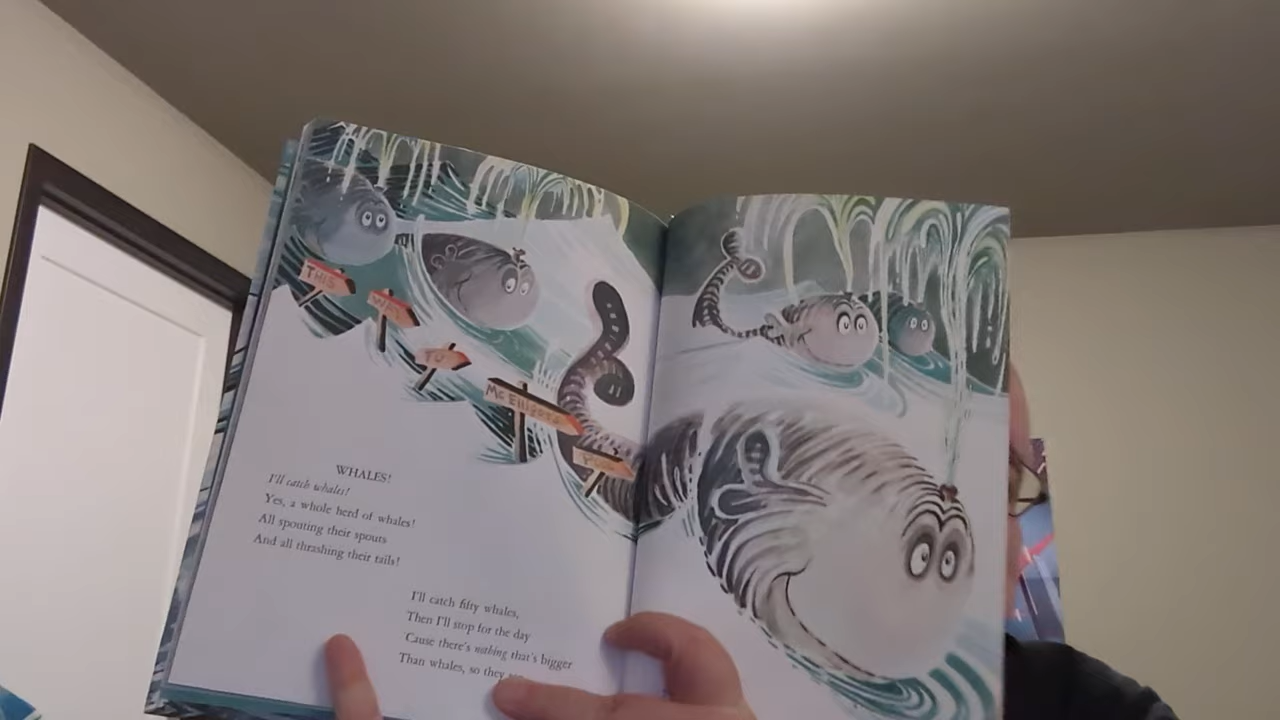 THIS
WAY
TO
McElligot's
POOL
WHALES!
I'll catch whales!
Yes, a whole herd of whales!
All spouting their spouts
And all thrashing their tails!
I'll catch fifty whales,
Then I'll stop for the day
'Cause there's nothing that's bigger
Than whales, so they